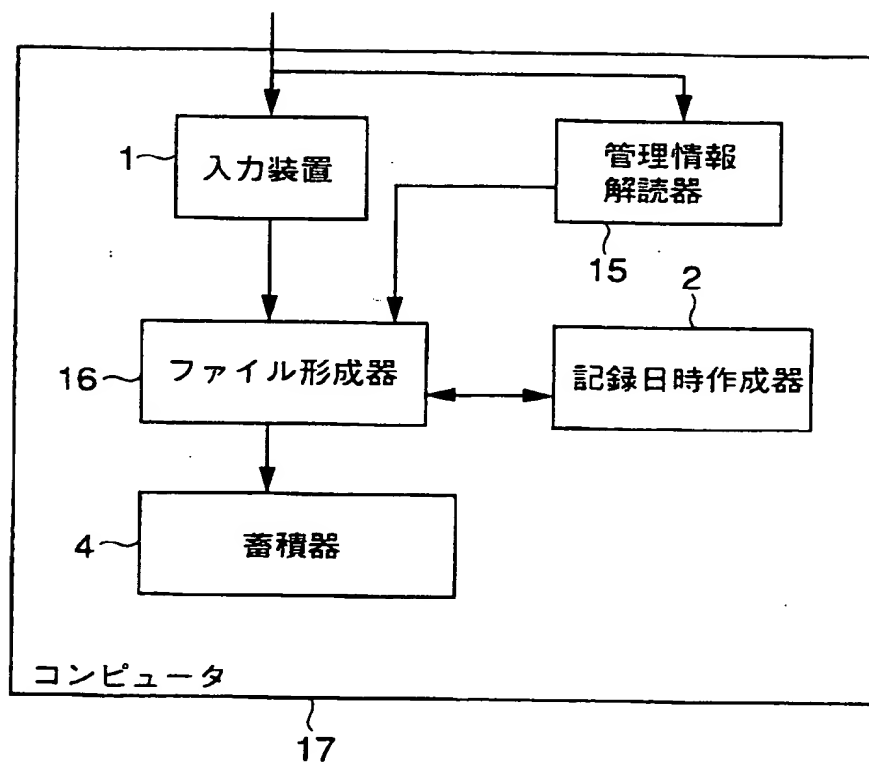 1
入力装置
管理情報
解読器
15
2
16
ファイル形成器
記録日時作成器
4
蓄積器
コンピュータ
17